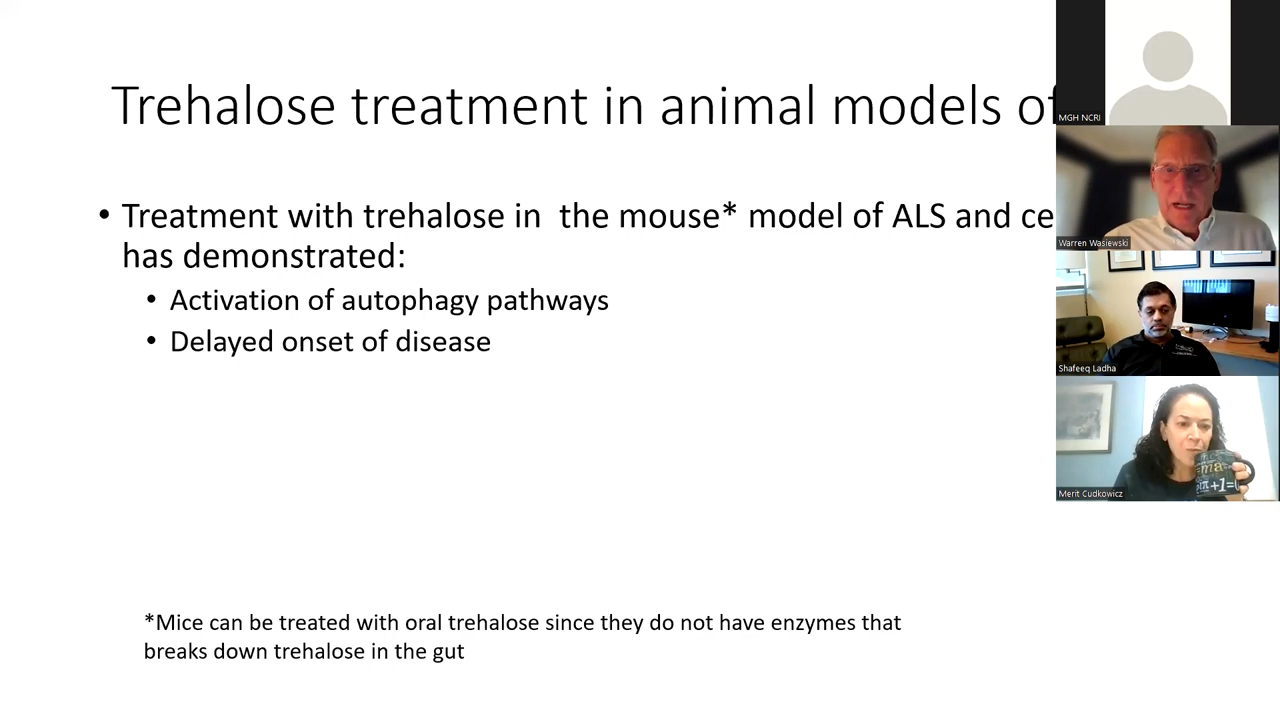 Trehalose treatment in animal models of
• Treatment with trehalose in the mouse* model of ALS and ce
has demonstrated:
• Activation of autophagy pathways
• Delayed onset of disease
*Mice can be treated with oral trehalose since they do not have enzymes that
breaks down trehalose in the gut
MGH NCRI
Warren Wasiewski
Shafeeq Ladha
Merit Cudkowicz
=ma
+1=